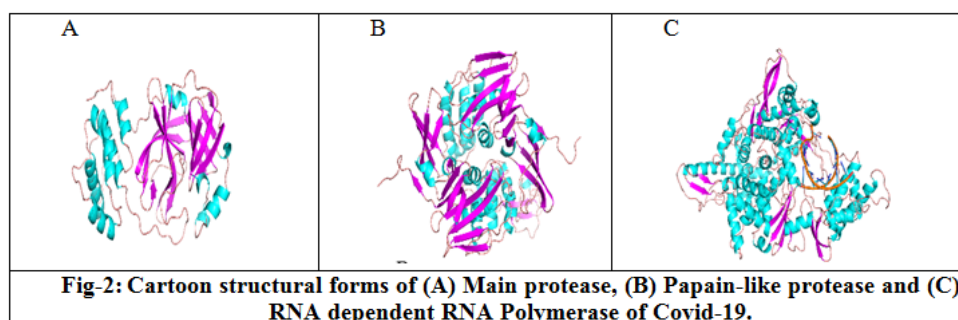 A
B
C
Fig-2: Cartoon structural forms of (A) Main protease, (B) Papain-like protease and (C)
RNA dependent RNA Polymerase of Covid-19.